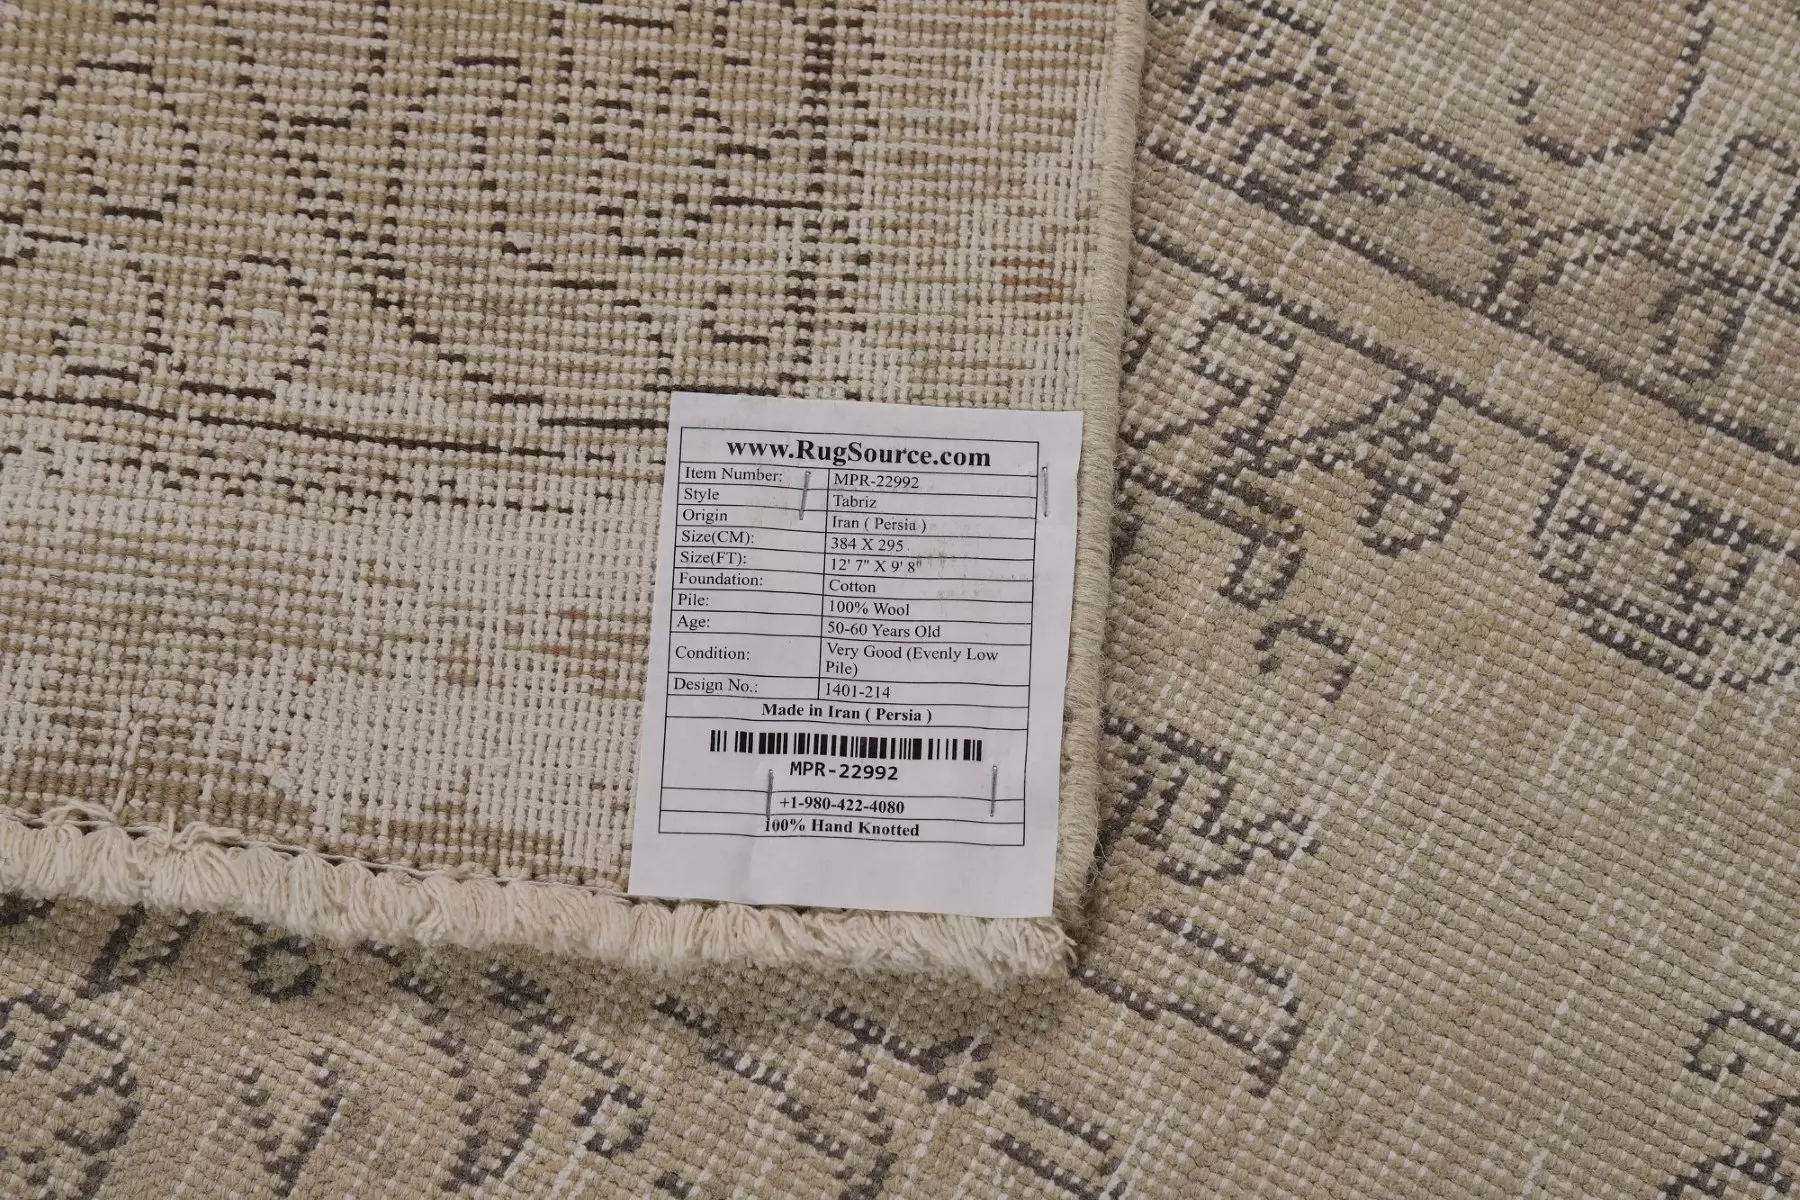 www.RugSource.com
Item Number: MPR-22992
Style Tabriz
Origin Iran ( Persia )
Size(CM): 384 X 295
Size(FT): 12' 7" X 9' 8"
Foundation: Cotton
Pile: 100% Wool
Age: 50-60 Years Old
Condition: Very Good (Evenly Low
Pile)
Design No.: 1401-214
Made in Iran ( Persia )
MPR-22992
+1-980-422-4080
100% Hand Knotted